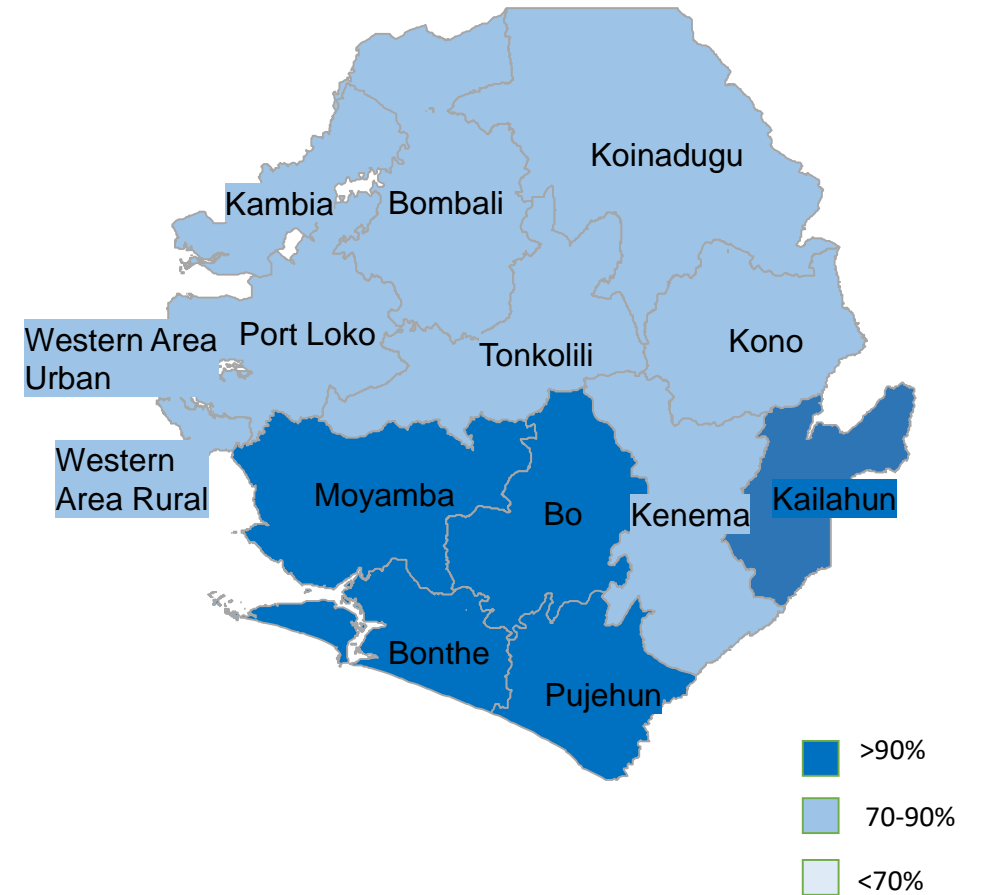 Koinadugu
Kambia
Bombali
Western Area
Urban
Port Loko
Tonkolili
Kono
Western
Area Rural
Moyamba
Bo
Kenema
Kailahun
Bonthe
Pujehun
>90%
70-90%
<70%